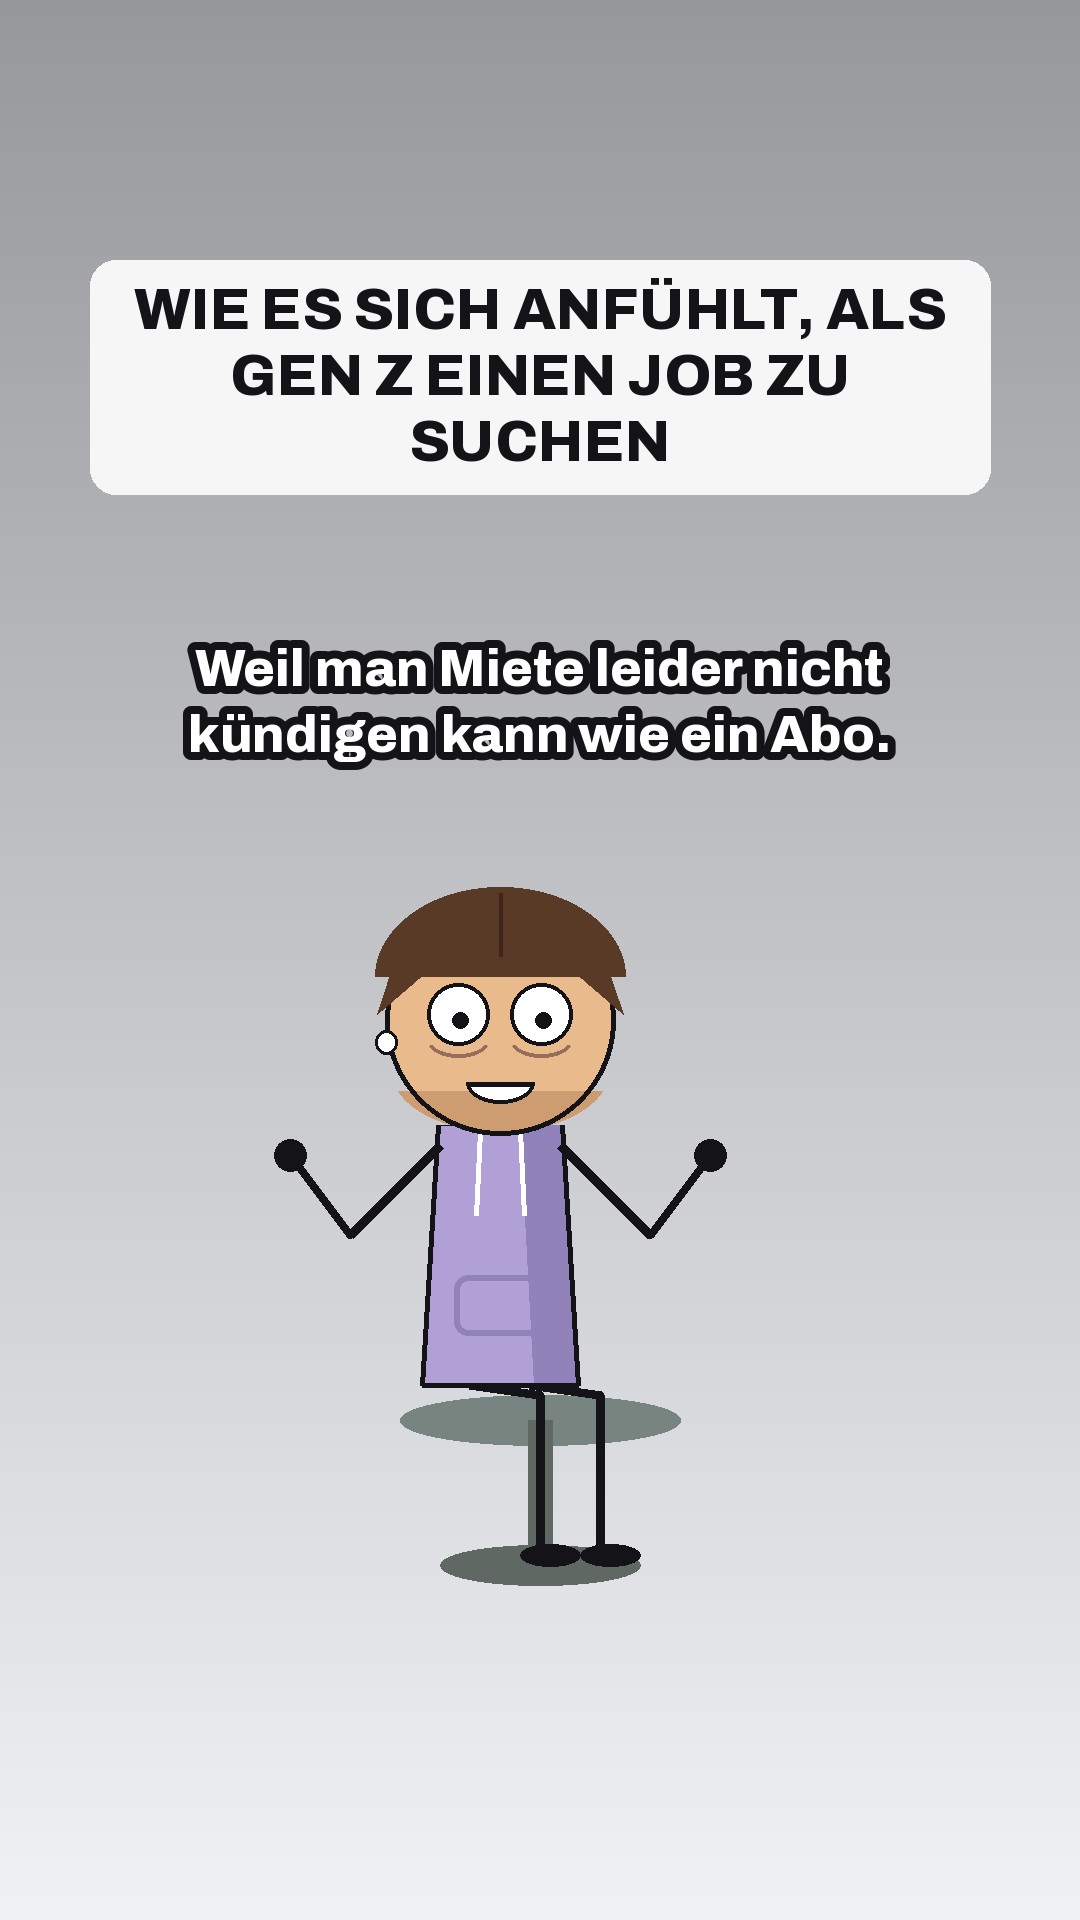 WIE ES SICH ANFÜHLT, ALS
GEN Z EINEN JOB ZU
SUCHEN
Weil man Miete leider nicht
kündigen kann wie ein Abo.